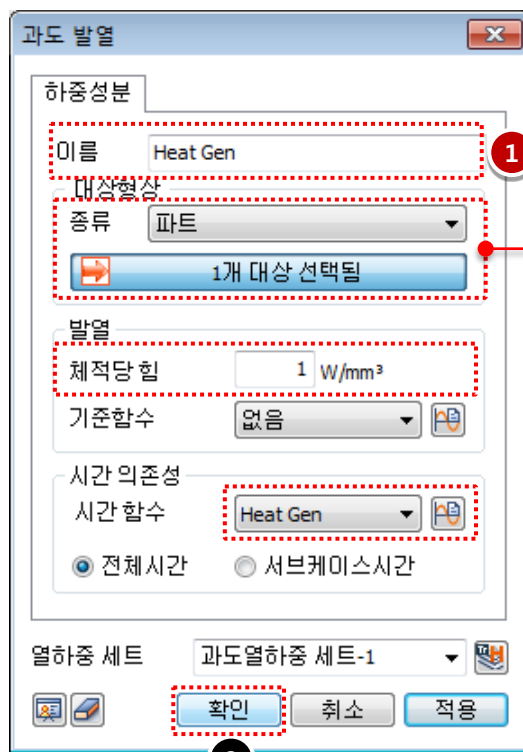 과도 발열
하중성분
이름 Heat Gen
1
대상형상
종류 파트
1개 대상 선택됨
발열
체적당 힘 1 W/mm³
기준함수 없음
시간 의존성
시간 함수 Heat Gen
전체시간 서브케이스시간
열하중 세트 과도열하중 세트-1
확인 취소 적용